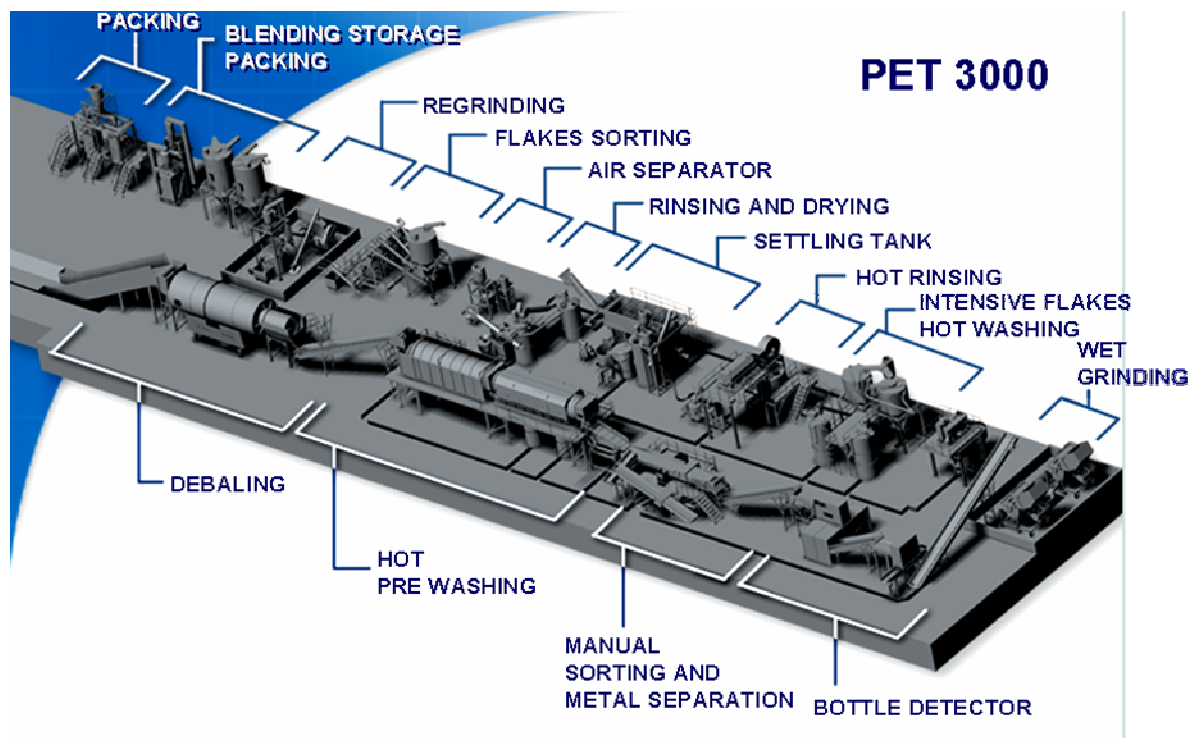 PACKING
BLENDING STORAGE
PACKING
PET 3000
REGRINDING
FLAKES SORTING
AIR SEPARATOR
RINSING AND DRYING
SETTLING TANK
HOT RINSING
INTENSIVE FLAKES
HOT WASHING
WET
GRINDING
DEBALING
HOT
PRE WASHING
MANUAL
SORTING AND
METAL SEPARATION
BOTTLE DETECTOR